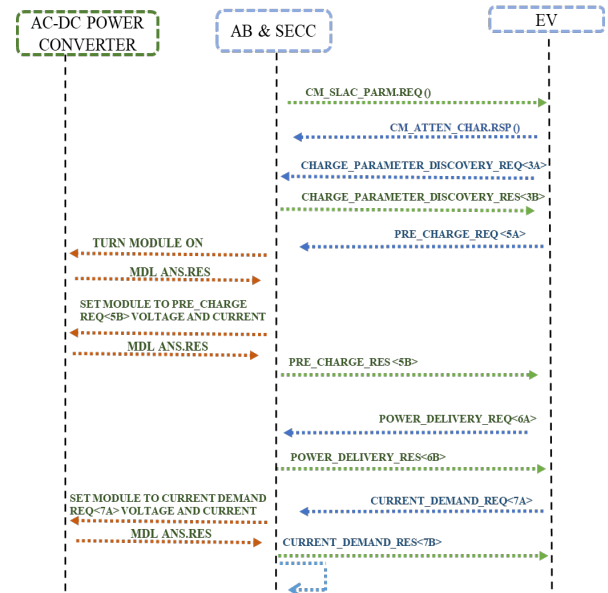 AC-DC POWER
CONVERTER
AB & SECC
EV
CM_SLAC_PARM.REQ()
CM_ATTEN_CHAR.RSP()
CHARGE_PARAMETER_DISCOVERY_REQ<3A>
CHARGE_PARAMETER_DISCOVERY_RES<3B>
PRE_CHARGE_REQ<5A>
TURN MODULE ON
MDL ANS.RES
SET MODULE TO PRE_CHARGE
REQ<5B> VOLTAGE AND CURRENT
MDL ANS.RES
PRE_CHARGE_RES<5B>
POWER_DELIVERY_REQ<6A>
POWER_DELIVERY_RES<6B>
SET MODULE TO CURRENT DEMAND
REQ<7A> VOLTAGE AND CURRENT
CURRENT_DEMAND_REQ<7A>
MDL ANS.RES
CURRENT_DEMAND_RES<7B>